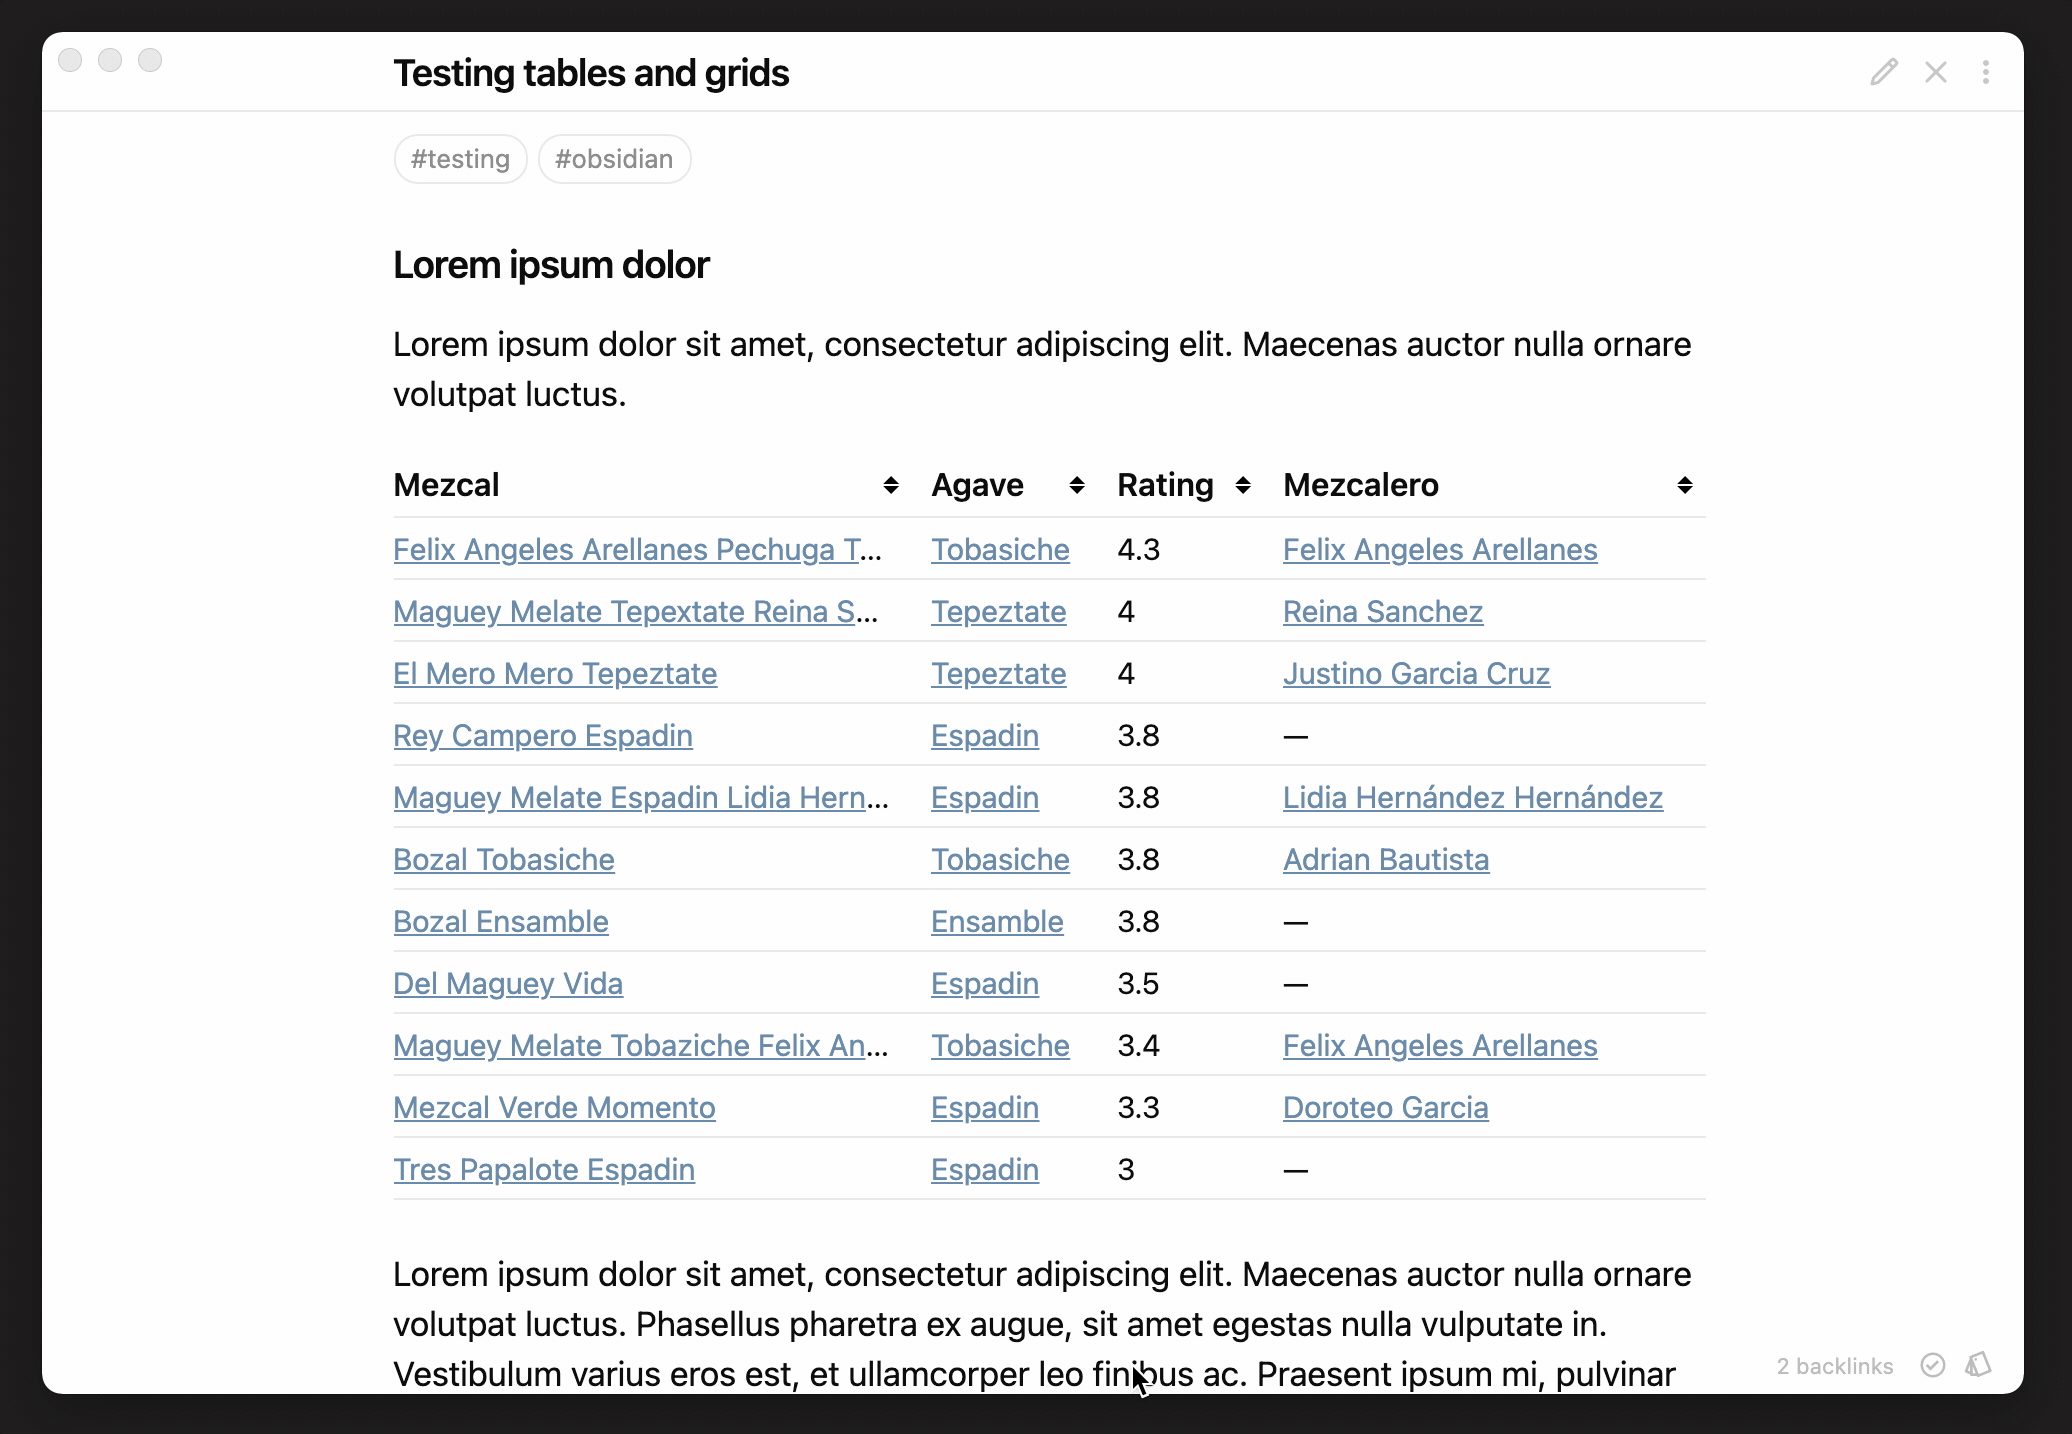 Testing tables and grids
#testing #obsidian
Lorem ipsum dolor
Lorem ipsum dolor sit amet, consectetur adipiscing elit. Maecenas auctor nulla ornare
volutpat luctus.
Mezcal Agave Rating Mezcalero
Felix Angeles Arellanes Pechuga T... Tobasiche 4.3 Felix Angeles Arellanes
Maguey Melate Tepextate Reina S... Tepeztate 4 Reina Sanchez
El Mero Mero Tepeztate Tepeztate 4 Justino Garcia Cruz
Rey Campero Espadin Espadin 3.8 —
Maguey Melate Espadin Lidia Hern... Espadin 3.8 Lidia Hernández Hernández
Bozal Tobasiche Tobasiche 3.8 Adrian Bautista
Bozal Ensamble Ensamble 3.8 —
Del Maguey Vida Espadin 3.5 —
Maguey Melate Tobaziche Felix An... Tobasiche 3.4 Felix Angeles Arellanes
Mezcal Verde Momento Espadin 3.3 Doroteo Garcia
Tres Papalote Espadin Espadin 3 —
Lorem ipsum dolor sit amet, consectetur adipiscing elit. Maecenas auctor nulla ornare
volutpat luctus. Phasellus pharetra ex augue, sit amet egestas nulla vulputate in.
Vestibulum varius eros est, et ullamcorper leo finibus ac. Praesent ipsum mi, pulvinar
2 backlinks